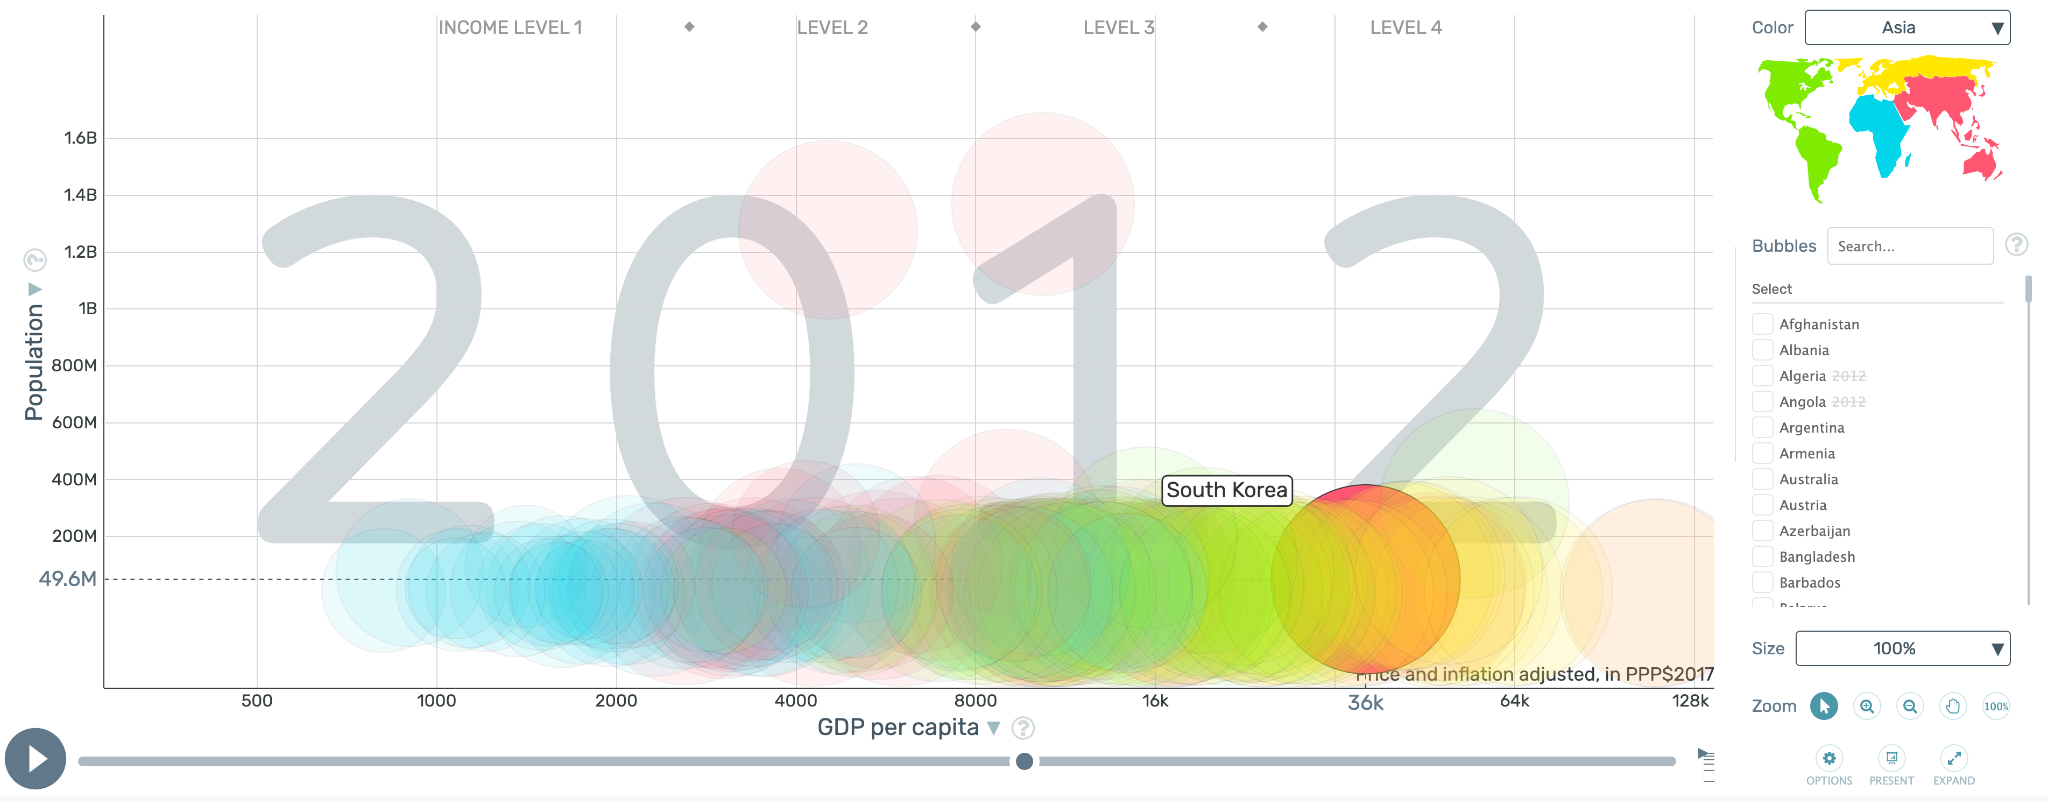 INCOME LEVEL 1 ◆ LEVEL 2 ◆ LEVEL 3 ◆ LEVEL 4
2012
Population ▼
?
1.6B
1.4B
1.2B
1B
800M
600M
400M
200M
49.6M
South Korea
Price and inflation adjusted, in PPP$2017
500 1000 2000 4000 8000 16k 36k 64k 128k
GDP per capita ▼ ?
Color Asia ▼
Bubbles Search... ?
Select
Afghanistan
Albania
Algeria 2012
Angola 2012
Argentina
Armenia
Australia
Austria
Azerbaijan
Bangladesh
Barbados
Size 100% ▼
Zoom 100%
OPTIONS PRESENT EXPAND